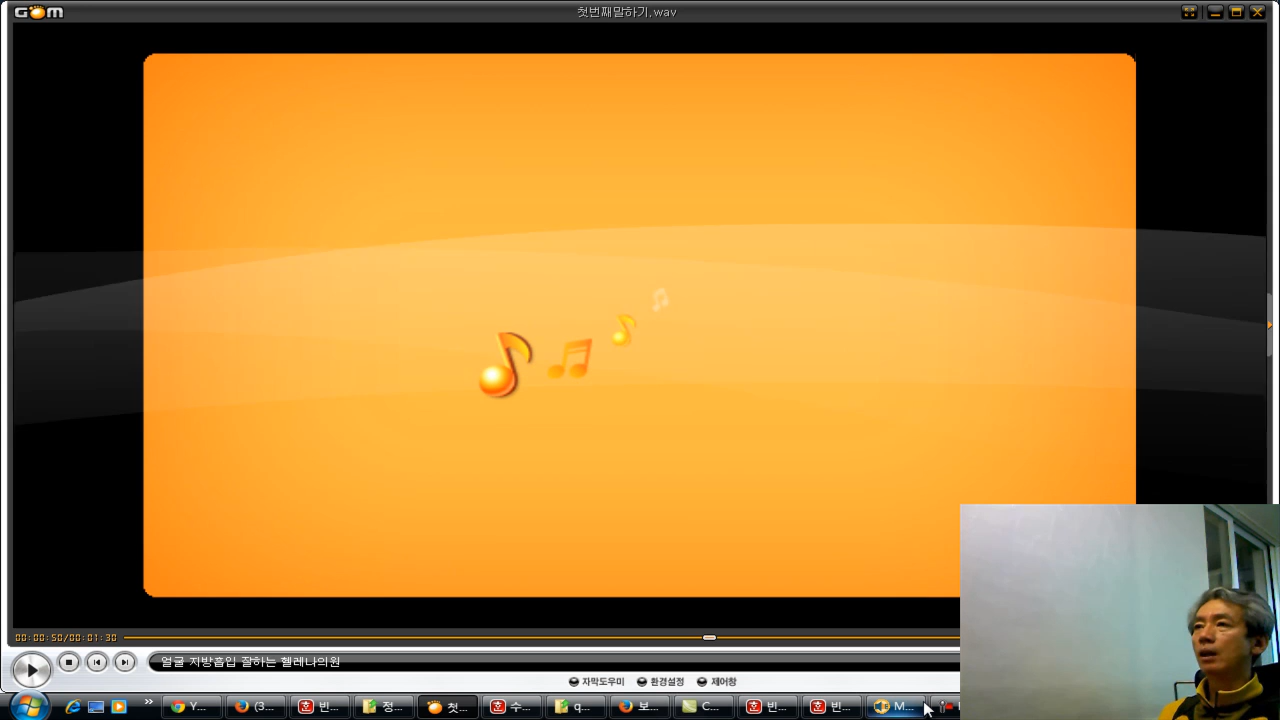 GOM
첫번째말하기.wav
00:00:50/00:01:30
얼굴 지방흡입 잘하는 헬레나의원
자막도우미 환경설정 제어창
» Y... (3... 빈... 정... 첫... 수... q... 보... C... 빈... 빈... M...